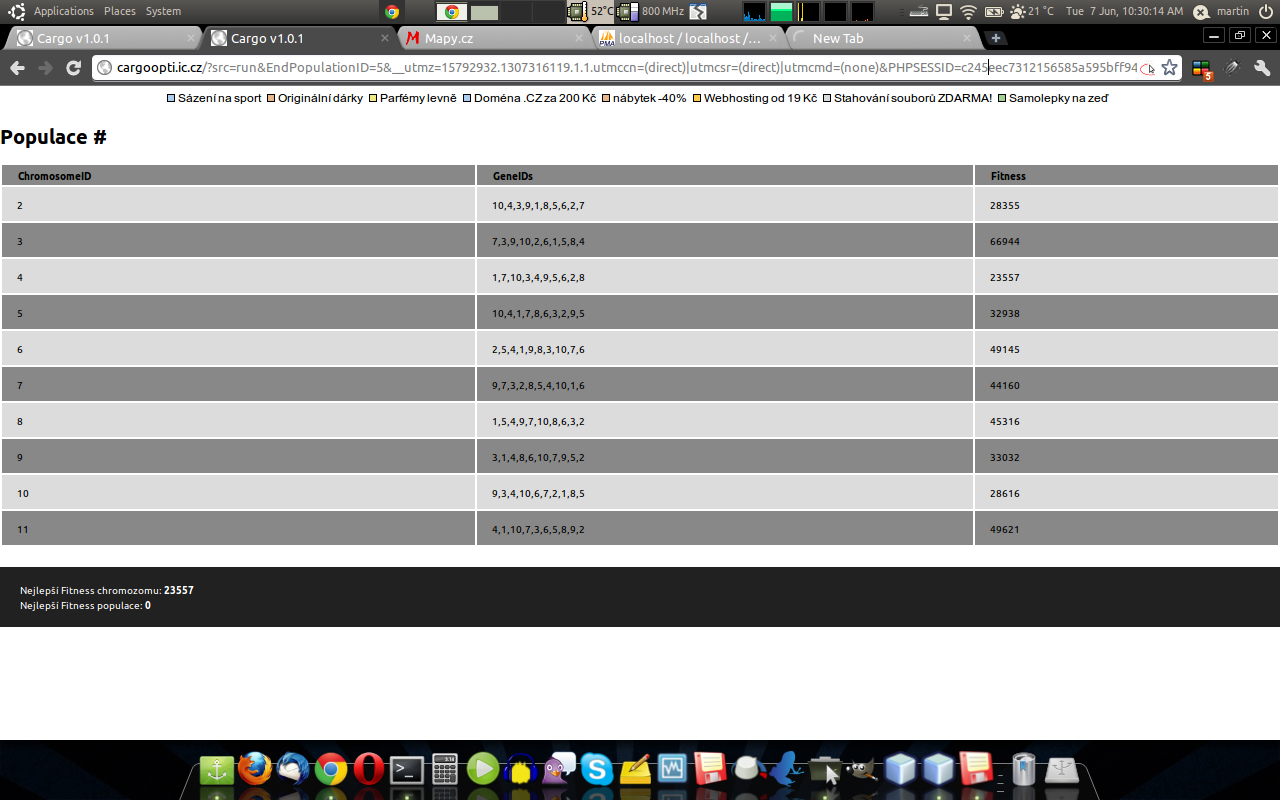 Applications Places System 52°C 800 MHz 21 °C Tue 7 Jun, 10:30:14 AM martin
Cargo v1.0.1 Cargo v1.0.1 Mapy.cz PMA localhost / localhost /... New Tab
cargoopti.ic.cz/?src=run&EndPopulationID=5&__utmz=15792932.1307316119.1.1.utmccn=(direct)|utmcsr=(direct)|utmcmd=(none)&PHPSESSID=c245eec7312156585a595bff94 5
Sázení na sport Originální dárky Parfémy levně Doména .CZ za 200 Kč nábytek -40% Webhosting od 19 Kč Stahování souborů ZDARMA! Samolepky na zeď
Populace #
ChromosomeID GeneIDs Fitness
2 10,4,3,9,1,8,5,6,2,7 28355
3 7,3,9,10,2,6,1,5,8,4 66944
4 1,7,10,3,4,9,5,6,2,8 23557
5 10,4,1,7,8,6,3,2,9,5 32938
6 2,5,4,1,9,8,3,10,7,6 49145
7 9,7,3,2,8,5,4,10,1,6 44160
8 1,5,4,9,7,10,8,6,3,2 45316
9 3,1,4,8,6,10,7,9,5,2 33032
10 9,3,4,10,6,7,2,1,8,5 28616
11 4,1,10,7,3,6,5,8,9,2 49621
Nejlepší Fitness chromozomu: 23557
Nejlepší Fitness populace: 0